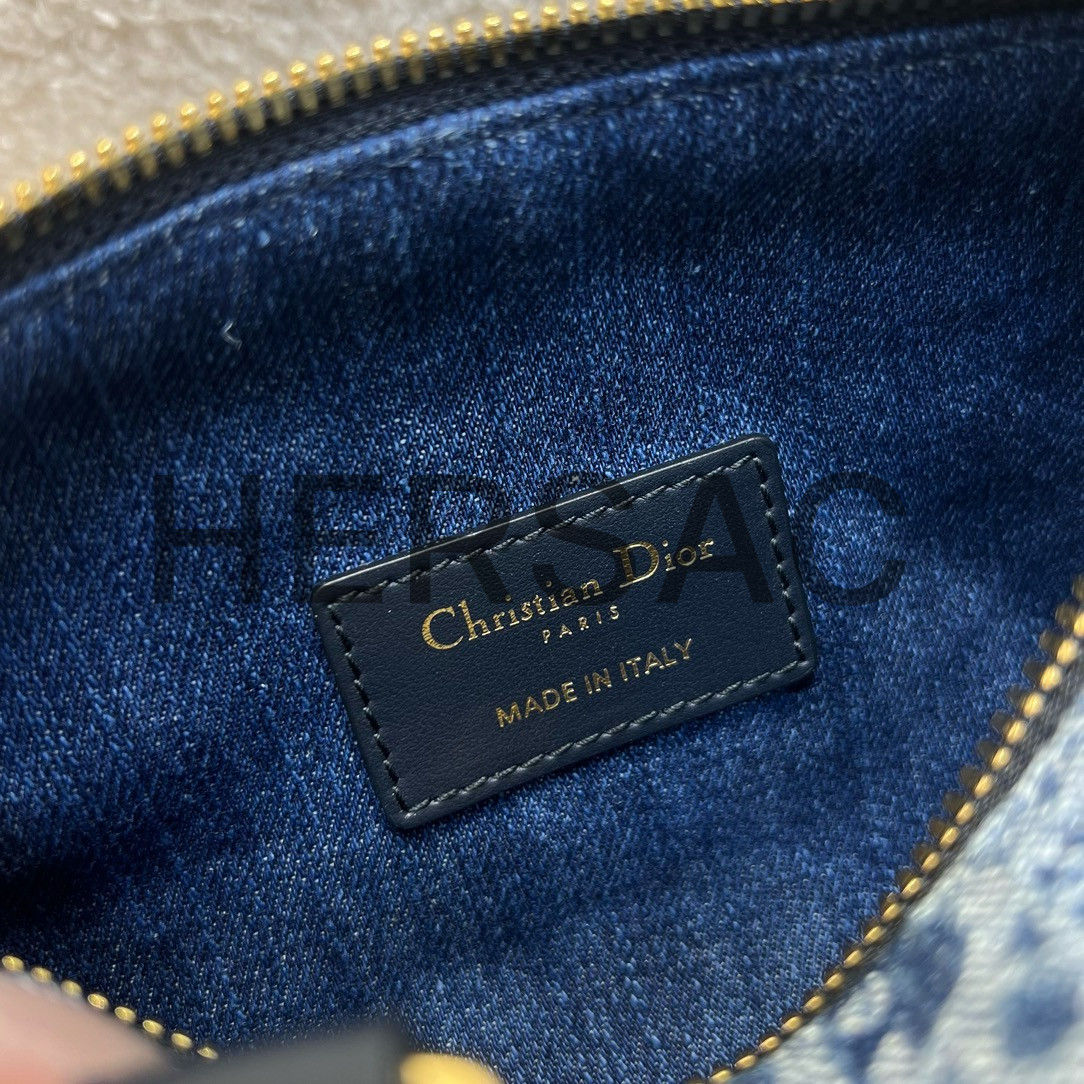 HERSAC
Christian Dior
PARIS
MADE IN ITALY